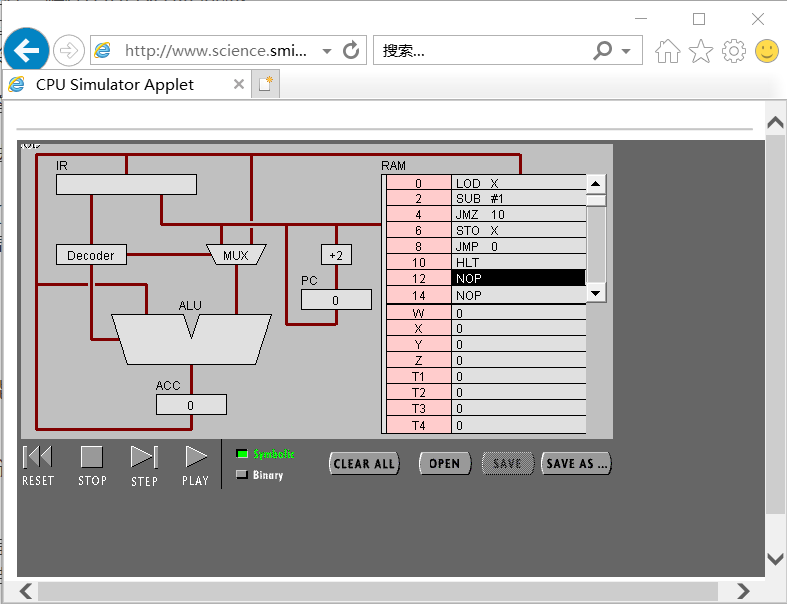 http://www.science.smi...
搜索...
CPU Simulator Applet
IR
RAM
0 LOD X
2 SUB #1
4 JMZ 10
6 STO X
8 JMP 0
10 HLT
12 NOP
14 NOP
Decoder
MUX
+2
PC
0
ALU
W 0
X 0
Y 0
Z 0
T1 0
T2 0
T3 0
T4 0
ACC
0
RESET STOP STEP PLAY
Symbolic
Binary
CLEAR ALL OPEN SAVE SAVE AS ...